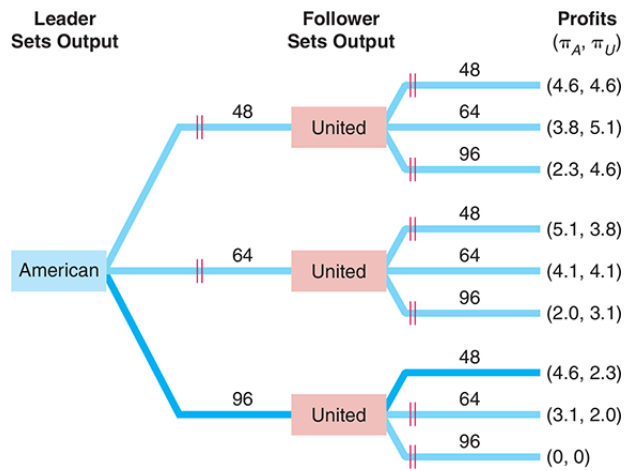 Leader
Sets Output
Follower
Sets Output
Profits
(π_A, π_U)
48
(4.6, 4.6)
48
United
64
(3.8, 5.1)
96
(2.3, 4.6)
48
(5.1, 3.8)
American
64
United
64
(4.1, 4.1)
96
(2.0, 3.1)
48
(4.6, 2.3)
96
United
64
(3.1, 2.0)
96
(0, 0)